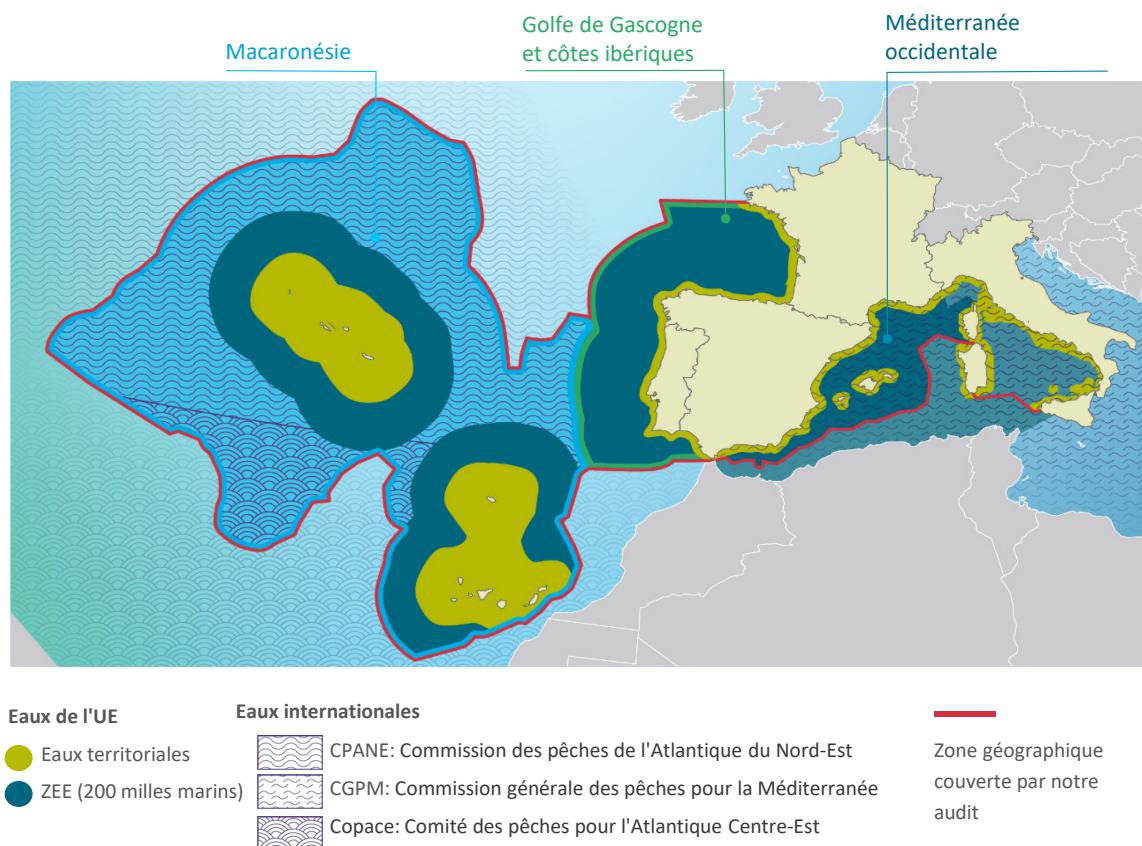 Macaronésie
Golfe de Gascogne
et côtes ibériques
Méditerranée
occidentale
Eaux de l'UE
Eaux territoriales
ZEE (200 milles marins)
Eaux internationales
CPANE: Commission des pêches de l'Atlantique du Nord-Est
CGPM: Commission générale des pêches pour la Méditerranée
Copace: Comité des pêches pour l'Atlantique Centre-Est
Zone géographique
couverte par notre
audit